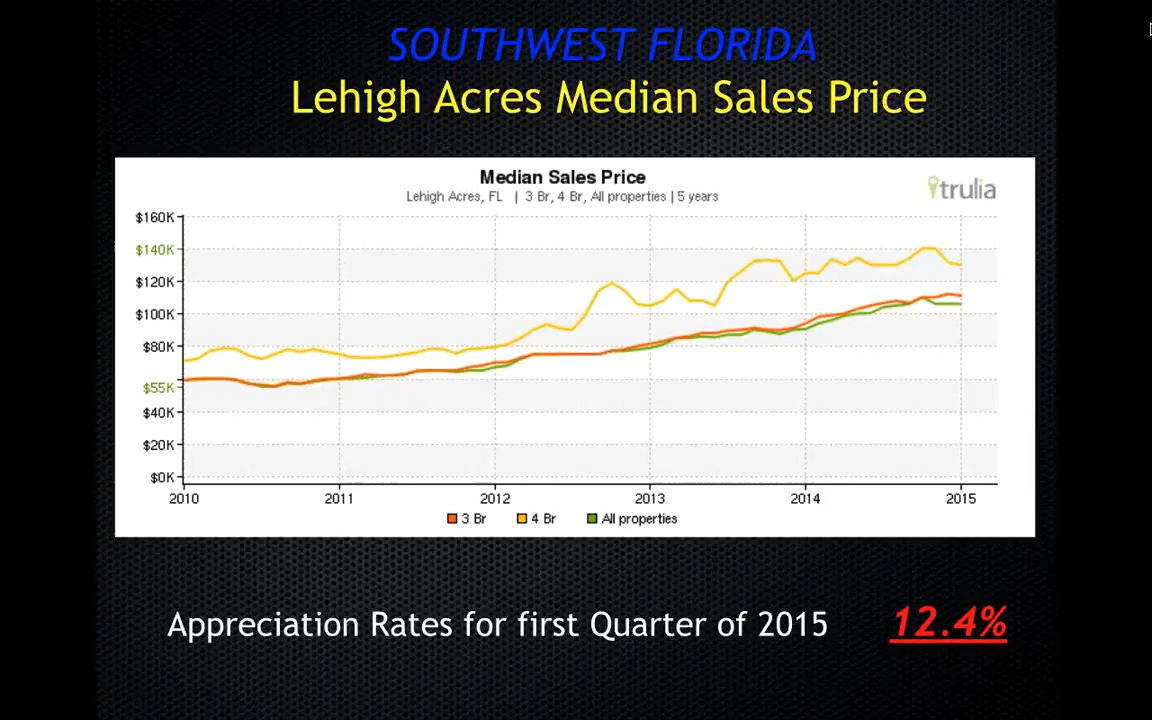 SOUTHWEST FLORIDA
Lehigh Acres Median Sales Price
Median Sales Price
Lehigh Acres, FL | 3 Br, 4 Br, All properties | 5 years
trulia
$160K
$140K
$120K
$100K
$80K
$55K
$40K
$20K
$0K
2010 2011 2012 2013 2014 2015
3 Br 4 Br All properties
Appreciation Rates for first Quarter of 2015 12.4%